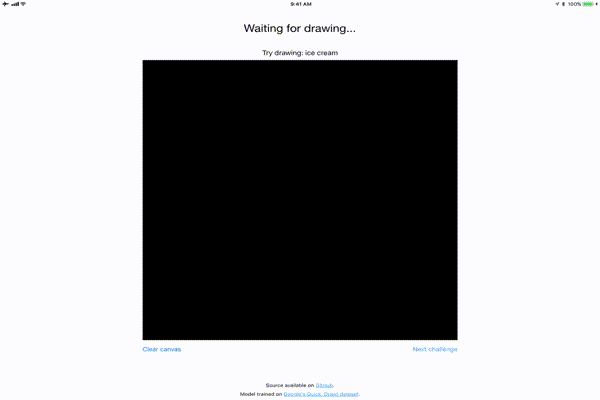 9:41 AM
100%
Waiting for drawing...
Try drawing: ice cream
Clear canvas
Next challenge
Source available on GitHub.
Model trained on Google's Quick, Draw! dataset.